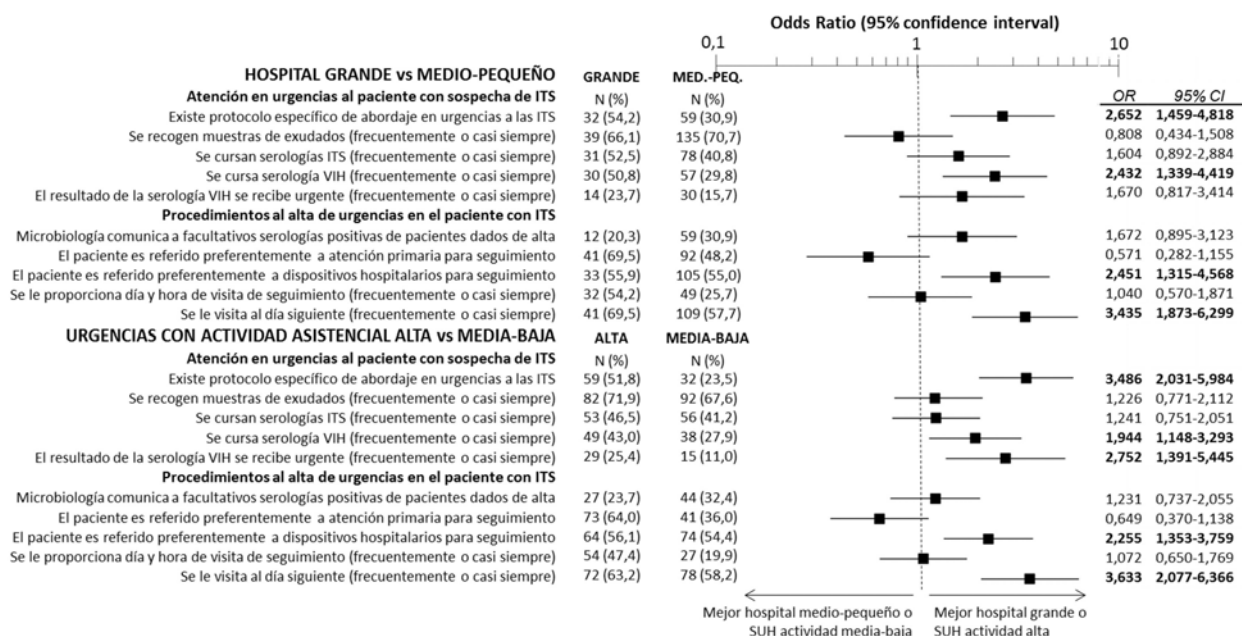 Odds Ratio (95% confidence interval)
0,1 1 10
HOSPITAL GRANDE vs MEDIO-PEQUEÑO GRANDE MED.-PEQ.
Atención en urgencias al paciente con sospecha de ITS N (%) N (%) OR 95% CI
Existe protocolo específico de abordaje en urgencias a las ITS 32 (54,2) 59 (30,9) 2,652 1,459-4,818
Se recogen muestras de exudados (frecuentemente o casi siempre) 39 (66,1) 135 (70,7) 0,808 0,434-1,508
Se cursan serologías ITS (frecuentemente o casi siempre) 31 (52,5) 78 (40,8) 1,604 0,892-2,884
Se cursa serología VIH (frecuentemente o casi siempre) 30 (50,8) 57 (29,8) 2,432 1,339-4,419
El resultado de la serología VIH se recibe urgente (frecuentemente o casi siempre) 14 (23,7) 30 (15,7) 1,670 0,817-3,414
Procedimientos al alta de urgencias en el paciente con ITS
Microbiología comunica a facultativos serologías positivas de pacientes dados de alta 12 (20,3) 59 (30,9) 1,672 0,895-3,123
El paciente es referido preferentemente a atención primaria para seguimiento 41 (69,5) 92 (48,2) 0,571 0,282-1,155
El paciente es referido preferentemente a dispositivos hospitalarios para seguimiento 33 (55,9) 105 (55,0) 2,451 1,315-4,568
Se le proporciona día y hora de visita de seguimiento (frecuentemente o casi siempre) 32 (54,2) 49 (25,7) 1,040 0,570-1,871
Se le visita al día siguiente (frecuentemente o casi siempre) 41 (69,5) 109 (57,7) 3,435 1,873-6,299
URGENCIAS CON ACTIVIDAD ASISTENCIAL ALTA vs MEDIA-BAJA ALTA MEDIA-BAJA
Atención en urgencias al paciente con sospecha de ITS N (%) N (%)
Existe protocolo específico de abordaje en urgencias a las ITS 59 (51,8) 32 (23,5) 3,486 2,031-5,984
Se recogen muestras de exudados (frecuentemente o casi siempre) 82 (71,9) 92 (67,6) 1,226 0,771-2,112
Se cursan serologías ITS (frecuentemente o casi siempre) 53 (46,5) 56 (41,2) 1,241 0,751-2,051
Se cursa serología VIH (frecuentemente o casi siempre) 49 (43,0) 38 (27,9) 1,944 1,148-3,293
El resultado de la serología VIH se recibe urgente (frecuentemente o casi siempre) 29 (25,4) 15 (11,0) 2,752 1,391-5,445
Procedimientos al alta de urgencias en el paciente con ITS
Microbiología comunica a facultativos serologías positivas de pacientes dados de alta 27 (23,7) 44 (32,4) 1,231 0,737-2,055
El paciente es referido preferentemente a atención primaria para seguimiento 73 (64,0) 41 (36,0) 0,649 0,370-1,138
El paciente es referido preferentemente a dispositivos hospitalarios para seguimiento 64 (56,1) 74 (54,4) 2,255 1,353-3,759
Se le proporciona día y hora de visita de seguimiento (frecuentemente o casi siempre) 54 (47,4) 27 (19,9) 1,072 0,650-1,769
Se le visita al día siguiente (frecuentemente o casi siempre) 72 (63,2) 78 (58,2) 3,633 2,077-6,366
Mejor hospital medio-pequeño o Mejor hospital grande o
SUH actividad media-baja SUH actividad alta